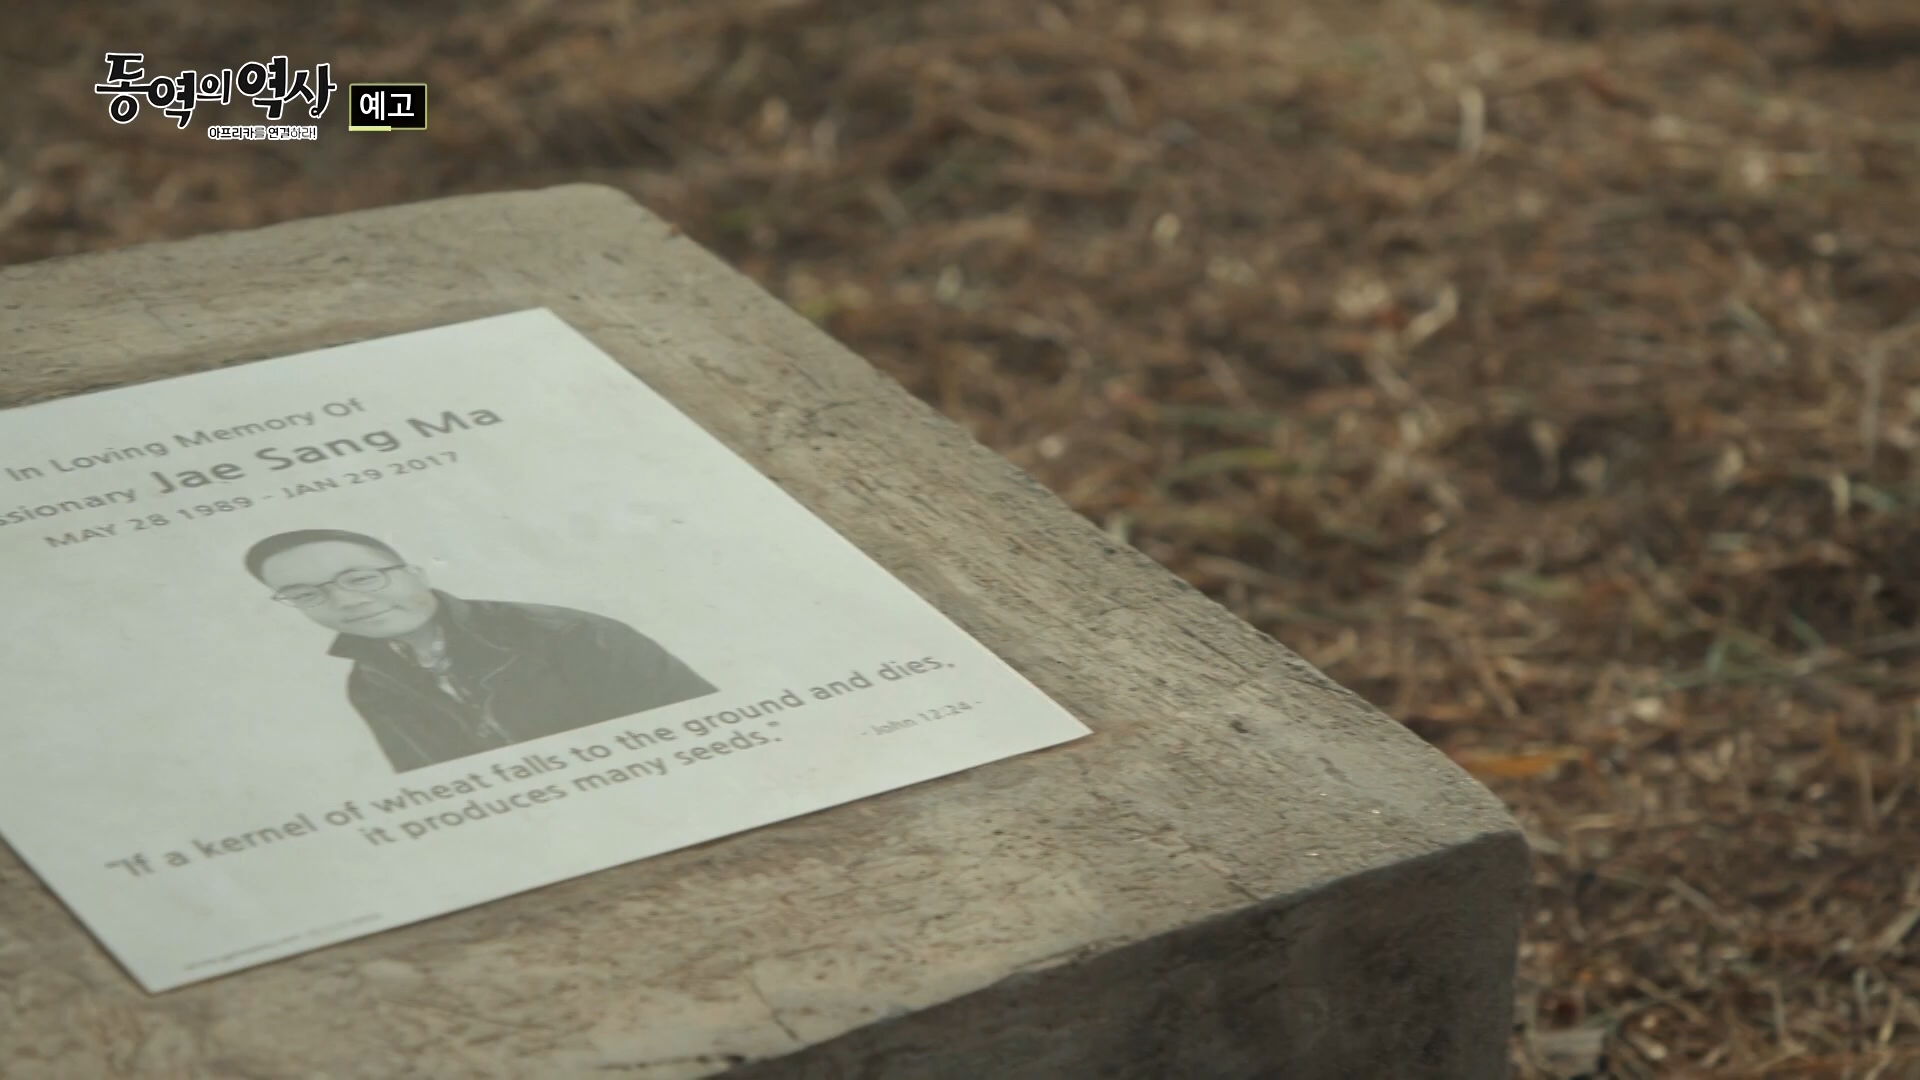 동역의 역사
아프리카를 연결하라!
예고
In Loving Memory Of
ssionary Jae Sang Ma
MAY 28 1989 - JAN 29 2017
"If a kernel of wheat falls to the ground and dies,
it produces many seeds."
- John 12:24 -